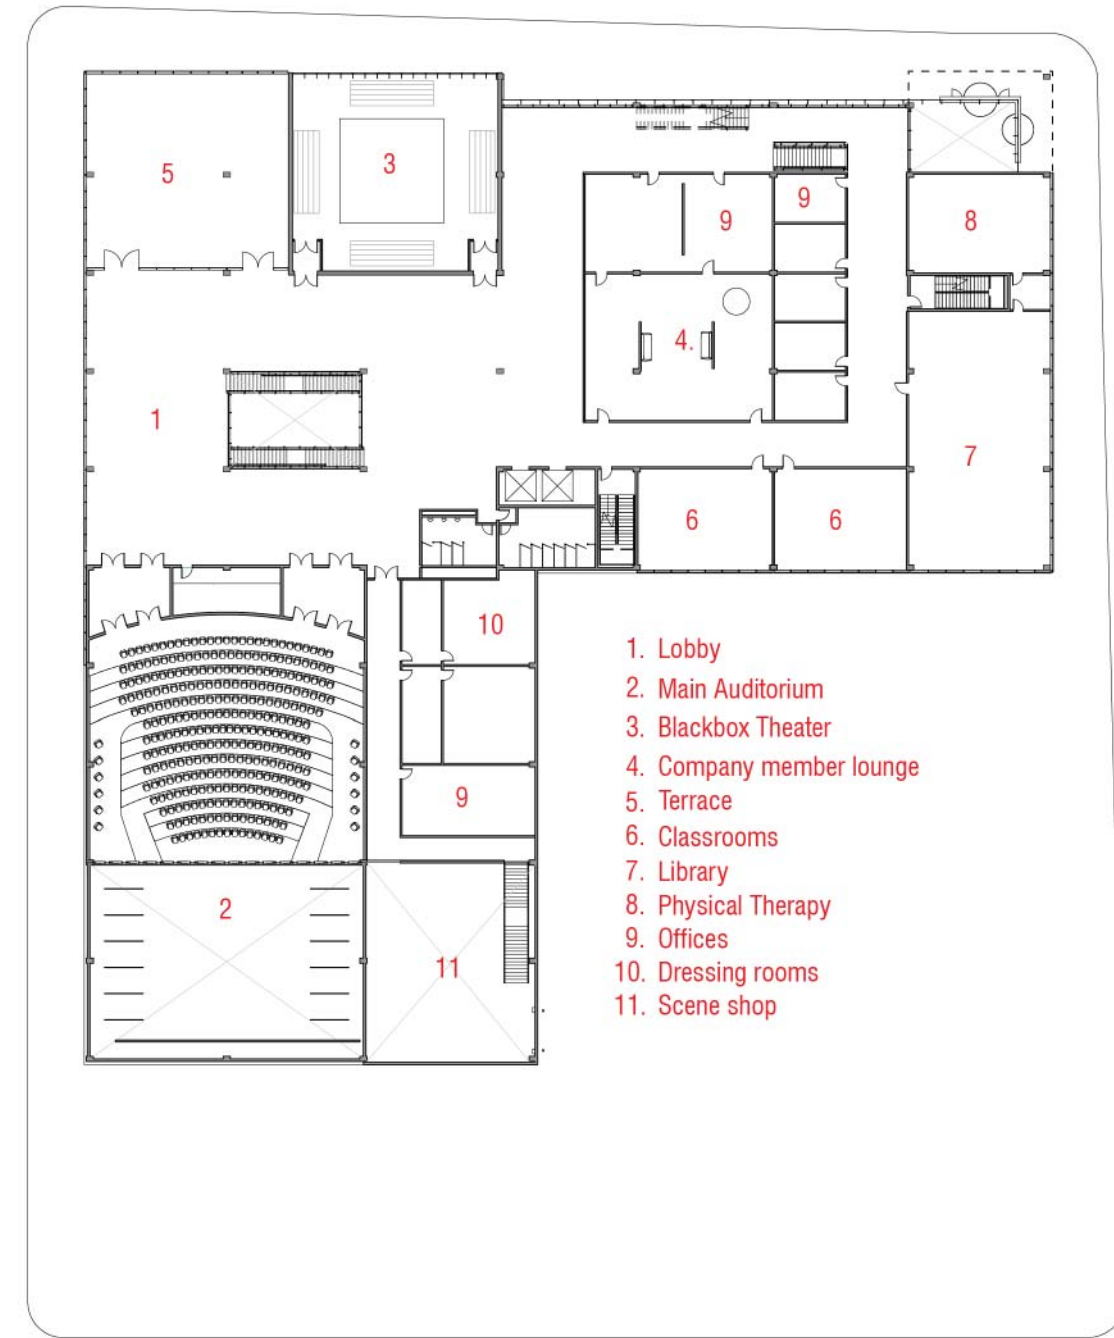 5
3
9
9
8
4.
1
7
6
6
10
9
2
11
1. Lobby
2. Main Auditorium
3. Blackbox Theater
4. Company member lounge
5. Terrace
6. Classrooms
7. Library
8. Physical Therapy
9. Offices
10. Dressing rooms
11. Scene shop